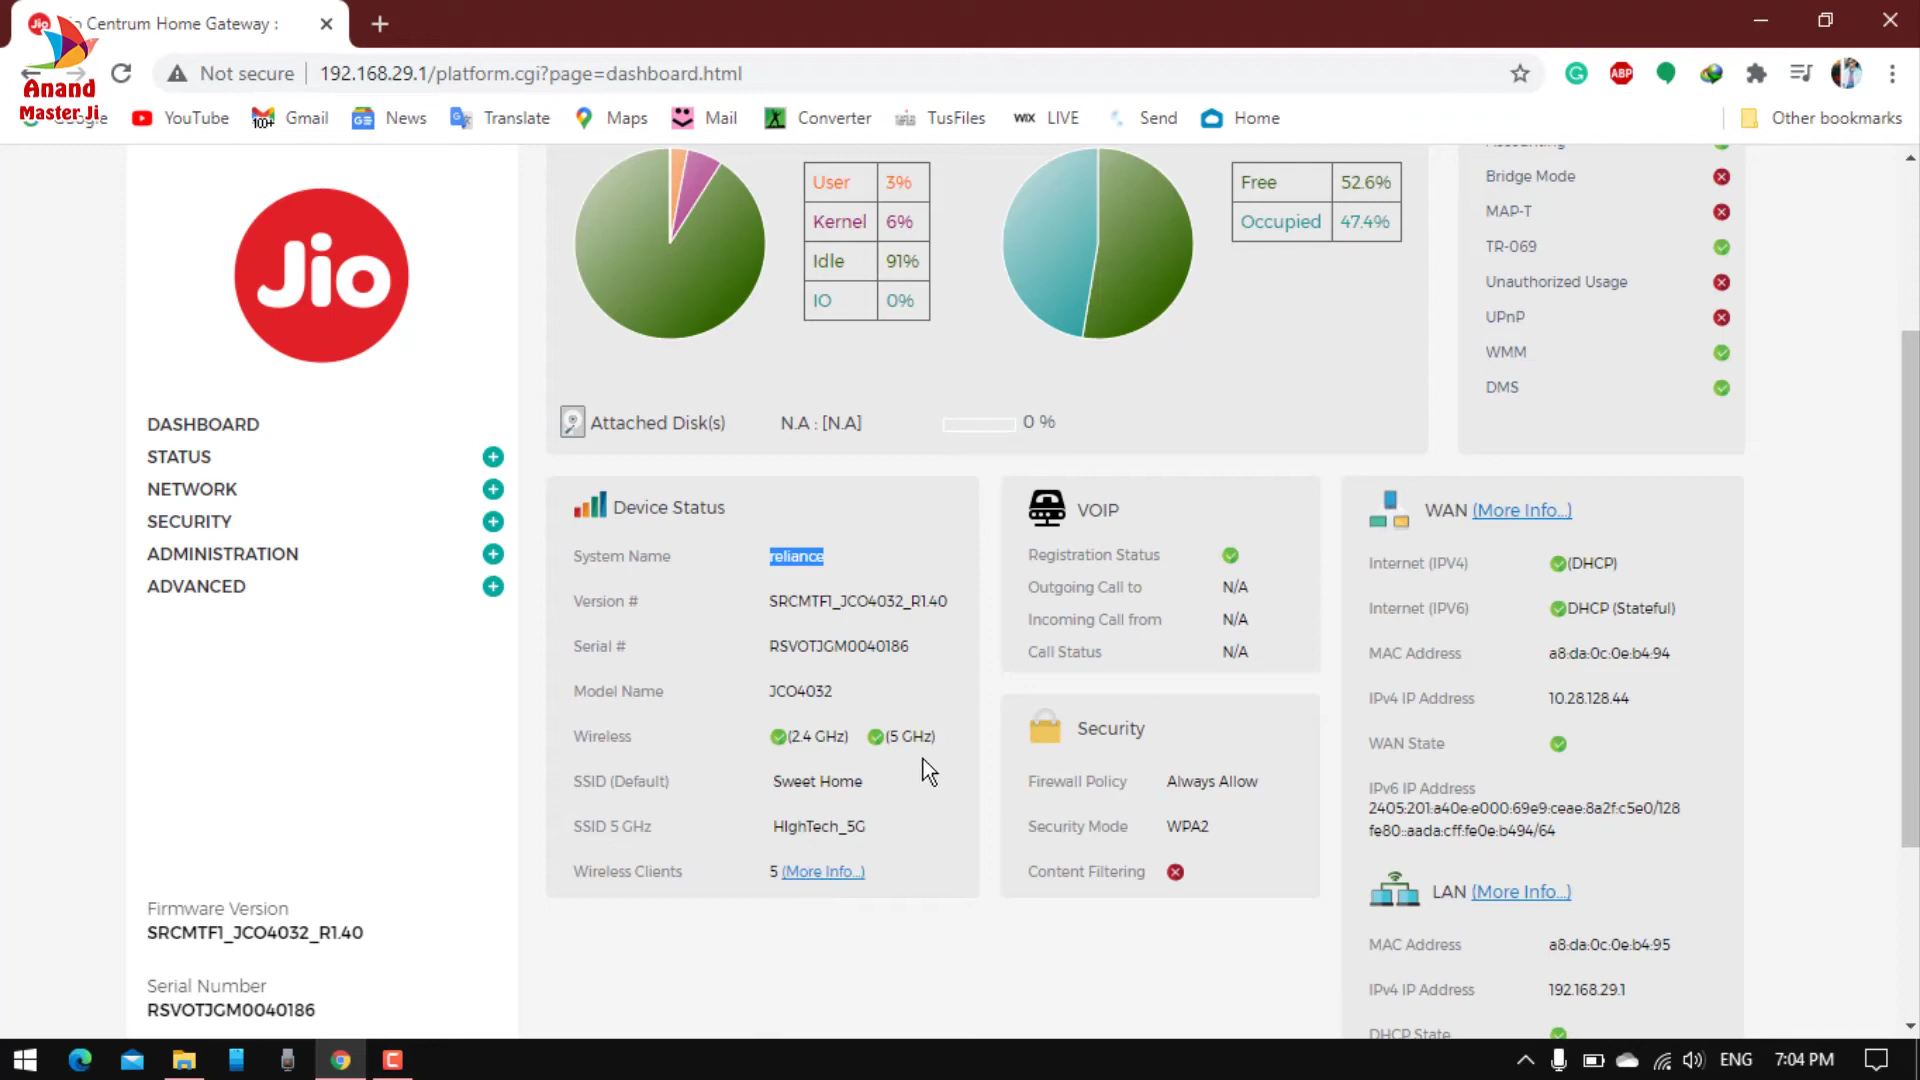 Jio Centrum Home Gateway :
Not secure
192.168.29.1/platform.cgi?page=dashboard.html
ABP
Anand
Master Ji
YouTube
100+
Gmail
News
Translate
Maps
Mail
Converter
TusFiles
WIX
LIVE
Send
Home
Other bookmarks
Jio
DASHBOARD
STATUS
NETWORK
SECURITY
ADMINISTRATION
ADVANCED
Firmware Version
SRCMTF1_JCO4032_R1.40
Serial Number
RSVOTJGM0040186
User 3%
Kernel 6%
Idle 91%
IO 0%
Free 52.6%
Occupied 47.4%
Attached Disk(s) N.A : [N.A] 0 %
Bridge Mode
MAP-T
TR-069
Unauthorized Usage
UPnP
WMM
DMS
Device Status
System Name reliance
Version # SRCMTF1_JCO4032_R1.40
Serial # RSVOTJGM0040186
Model Name JCO4032
Wireless (2.4 GHz) (5 GHz)
SSID (Default) Sweet Home
SSID 5 GHz HIghTech_5G
Wireless Clients 5 (More Info...)
VOIP
Registration Status
Outgoing Call to N/A
Incoming Call from N/A
Call Status N/A
Security
Firewall Policy Always Allow
Security Mode WPA2
Content Filtering
WAN (More Info...)
Internet (IPV4) (DHCP)
Internet (IPV6) DHCP (Stateful)
MAC Address a8:da:0c:0e:b4:94
IPv4 IP Address 10.28.128.44
WAN State
IPv6 IP Address
2405:201:a40e:e000:69e9:ceae:8a2f:c5e0/128
fe80::aada:cff:fe0e:b494/64
LAN (More Info...)
MAC Address a8:da:0c:0e:b4:95
IPv4 IP Address 192.168.29.1
DHCP State
ENG
7:04 PM